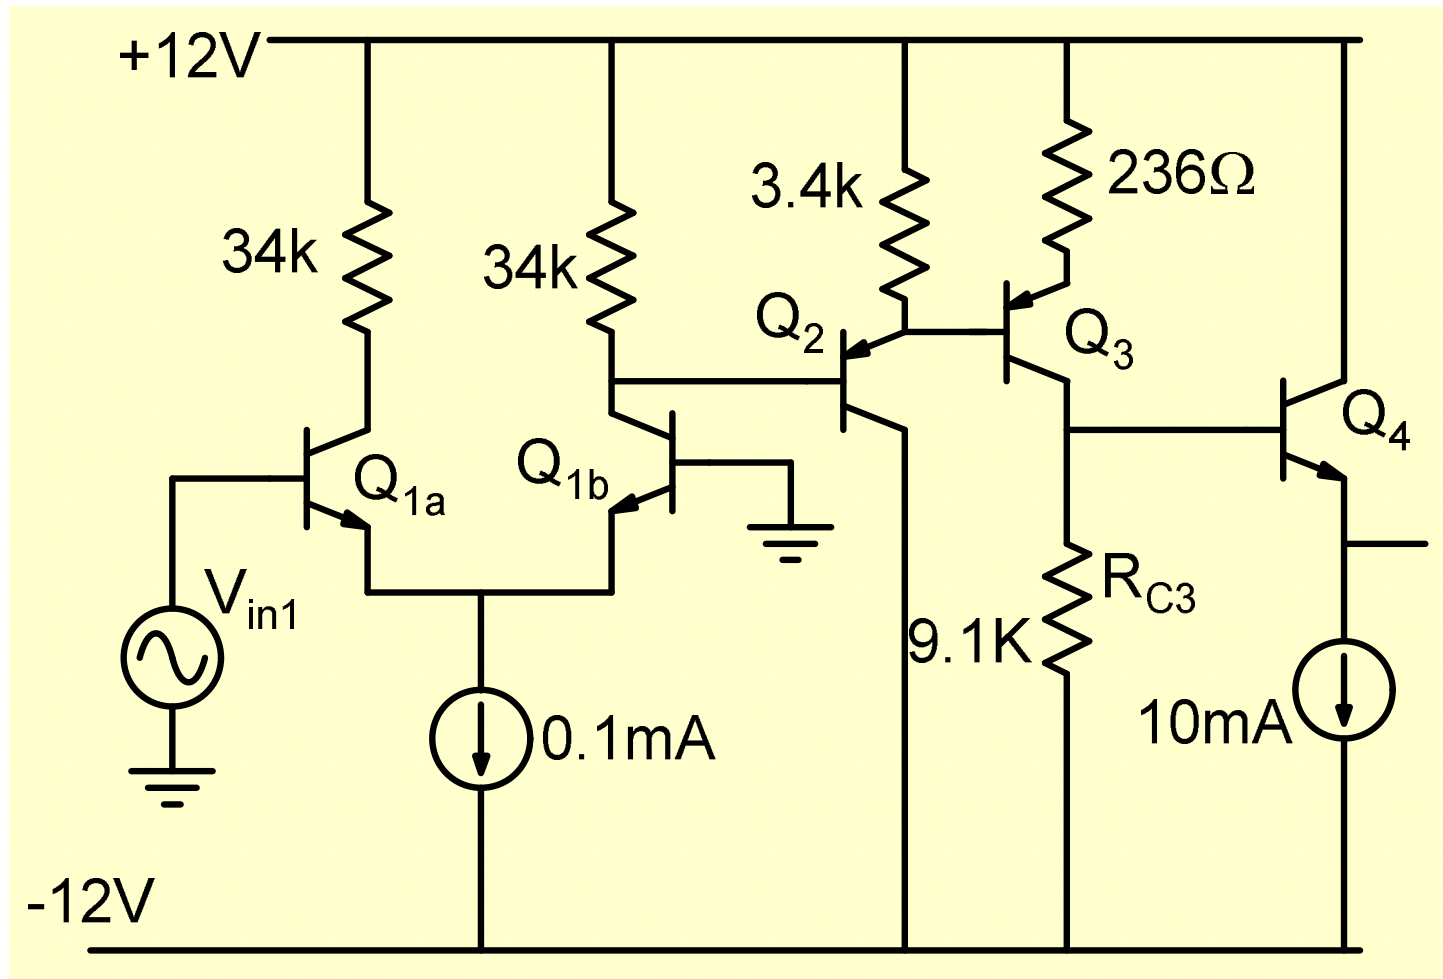 +12V
34k
34k
3.4k
236Ω
Q2
Q3
Q4
Q1a
Q1b
Vin1
RC3
9.1K
0.1mA
10mA
-12V